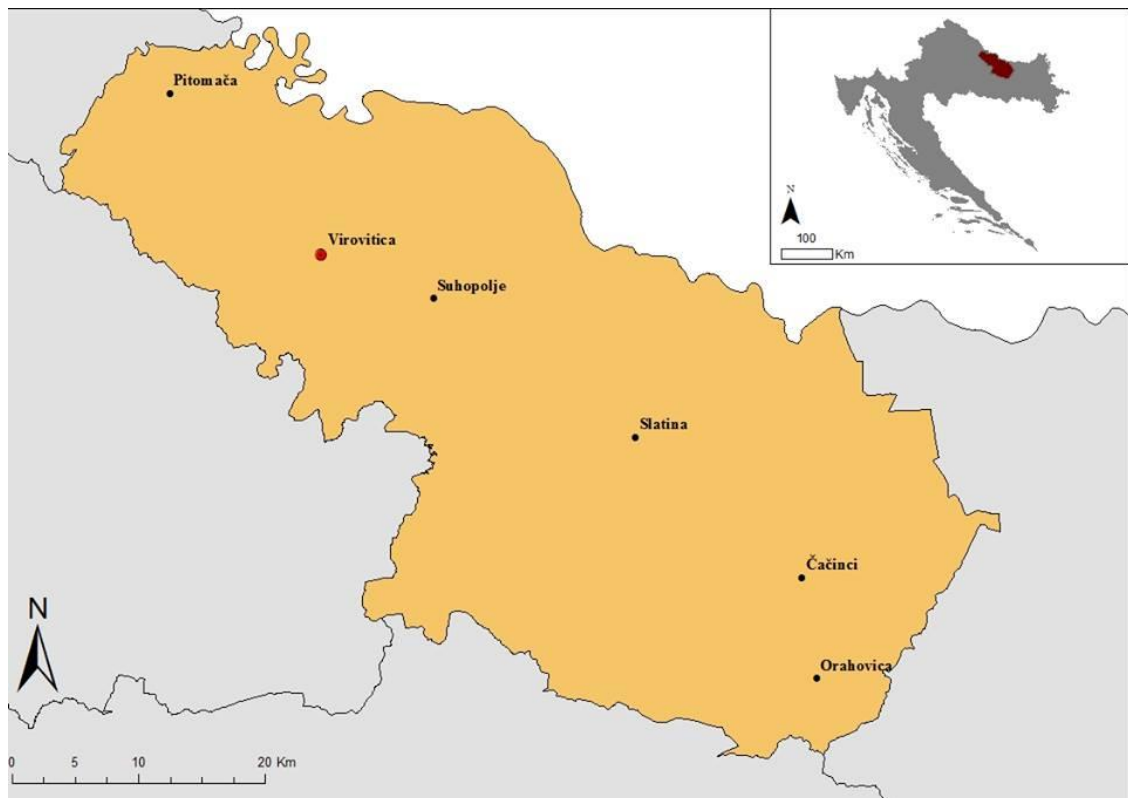 Pitomača
Virovitica
Suhopolje
Slatina
Čačinci
Orahovica
N
100
Km
N
0 5 10 20 Km